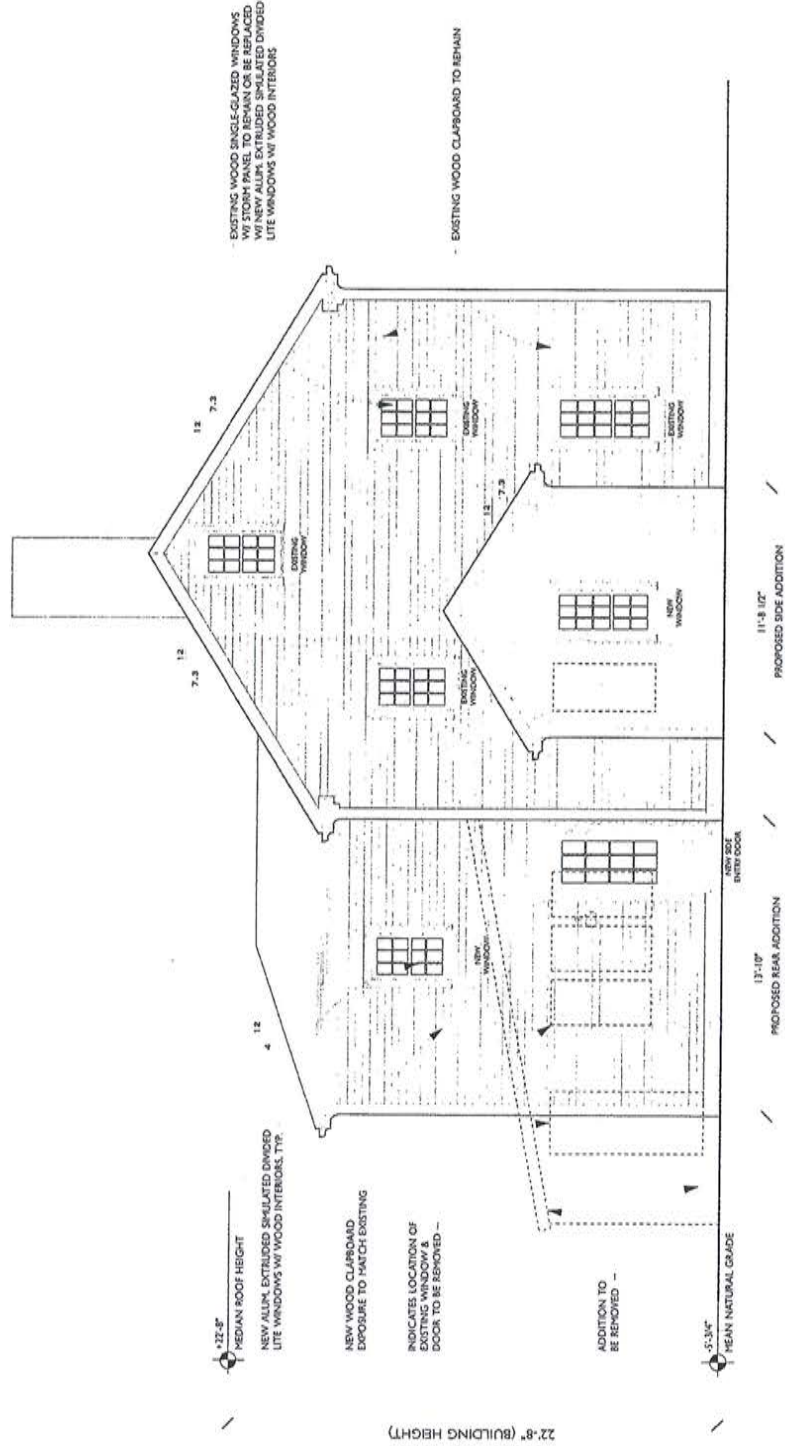 +22'-8"
MEDIAN ROOF HEIGHT
NEW ALUM. EXTRUDED SIMULATED DIVIDED
LITE WINDOWS W/ WOOD INTERIORS, TYP.
NEW WOOD CLAPBOARD
EXPOSURE TO MATCH EXISTING
INDICATES LOCATION OF
EXISTING WINDOW &
DOOR TO BE REMOVED —
ADDITION TO
BE REMOVED —
-5'-3/4"
MEAN NATURAL GRADE
22'-8" (BUILDING HEIGHT)
12
4
12
7.3
12
7.3
12
7.3
EXISTING
WINDOW
EXISTING
WINDOW
EXISTING
WINDOW
EXISTING
WINDOW
NEW
WINDOW
NEW
WINDOW
NEW SIDE
ENTRY DOOR
13'-10"
PROPOSED REAR ADDITION
11'-8 1/2"
PROPOSED SIDE ADDITION
- EXISTING WOOD SINGLE-GLAZED WINDOWS
W/ STORM PANEL TO REMAIN OR BE REPLACED
W/ NEW ALUM. EXTRUDED SIMULATED DIVIDED
LITE WINDOWS W/ WOOD INTERIORS
- EXISTING WOOD CLAPBOARD TO REMAIN